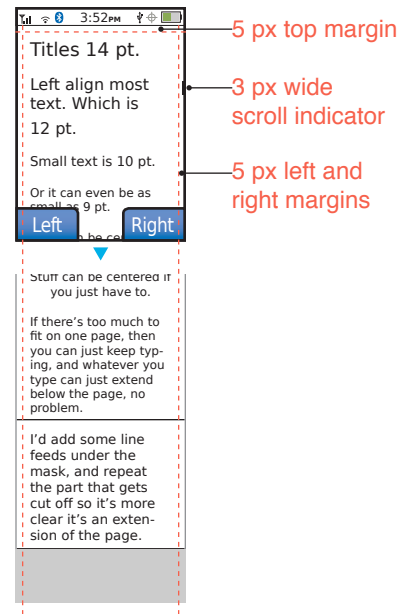 3:52PM
5 px top margin
Titles 14 pt.
Left align most
text. Which is
12 pt.
3 px wide
scroll indicator
Small text is 10 pt.
5 px left and
right margins
Or it can even be as
small as 9 pt.
Left
Right
Stuff can be centered if
you just have to.
If there's too much to
fit on one page, then
you can just keep typ-
ing, and whatever you
type can just extend
below the page, no
problem.
I'd add some line
feeds under the
mask, and repeat
the part that gets
cut off so it's more
clear it's an exten-
sion of the page.